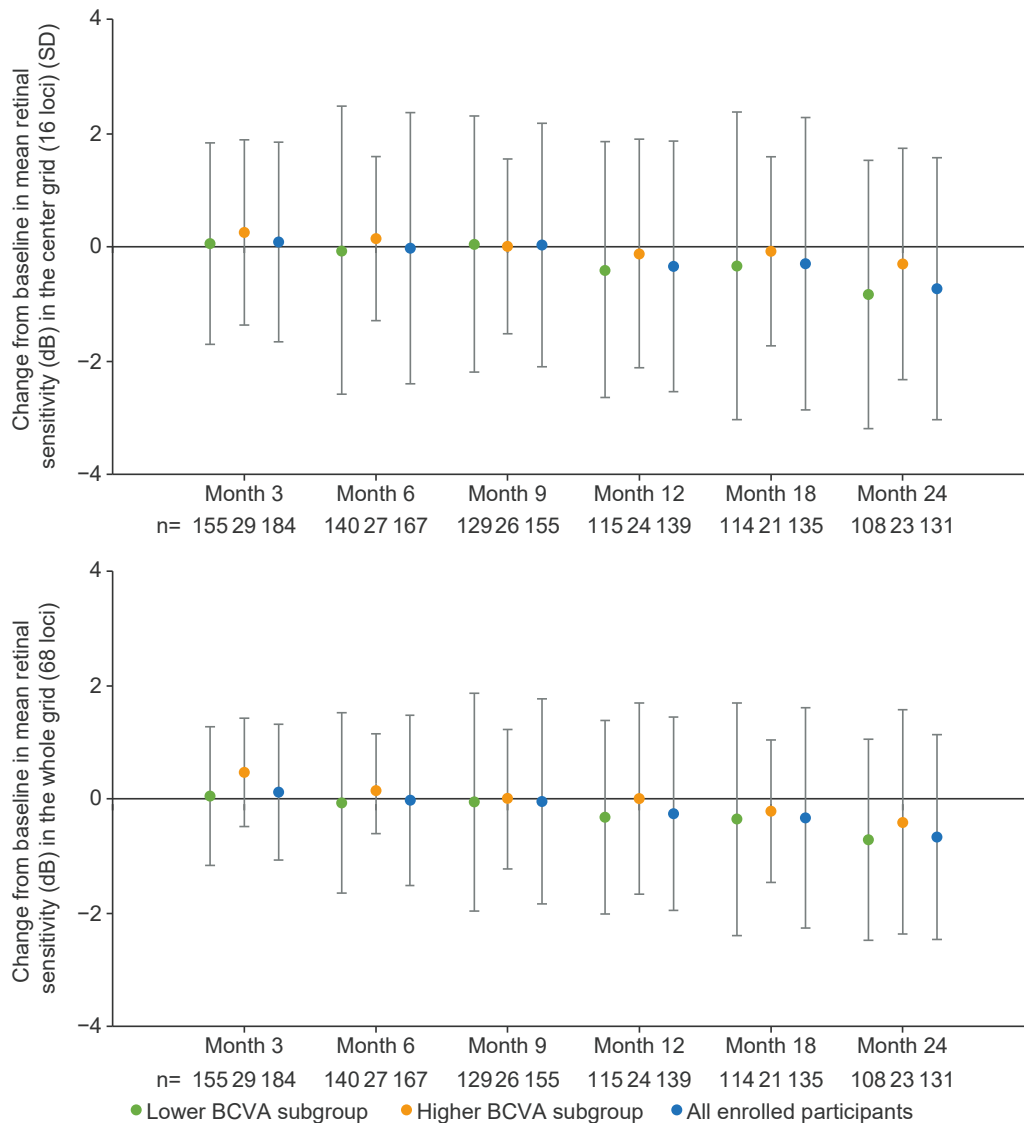 Change from baseline in mean retinal
sensitivity (dB) in the center grid (16 loci) (SD)
4
2
0
−2
−4
Month 3 Month 6 Month 9 Month 12 Month 18 Month 24
n= 155 29 184 140 27 167 129 26 155 115 24 139 114 21 135 108 23 131
Change from baseline in mean retinal
sensitivity (dB) in the whole grid (68 loci)
4
2
0
−2
−4
Month 3 Month 6 Month 9 Month 12 Month 18 Month 24
n= 155 29 184 140 27 167 129 26 155 115 24 139 114 21 135 108 23 131
Lower BCVA subgroup Higher BCVA subgroup All enrolled participants